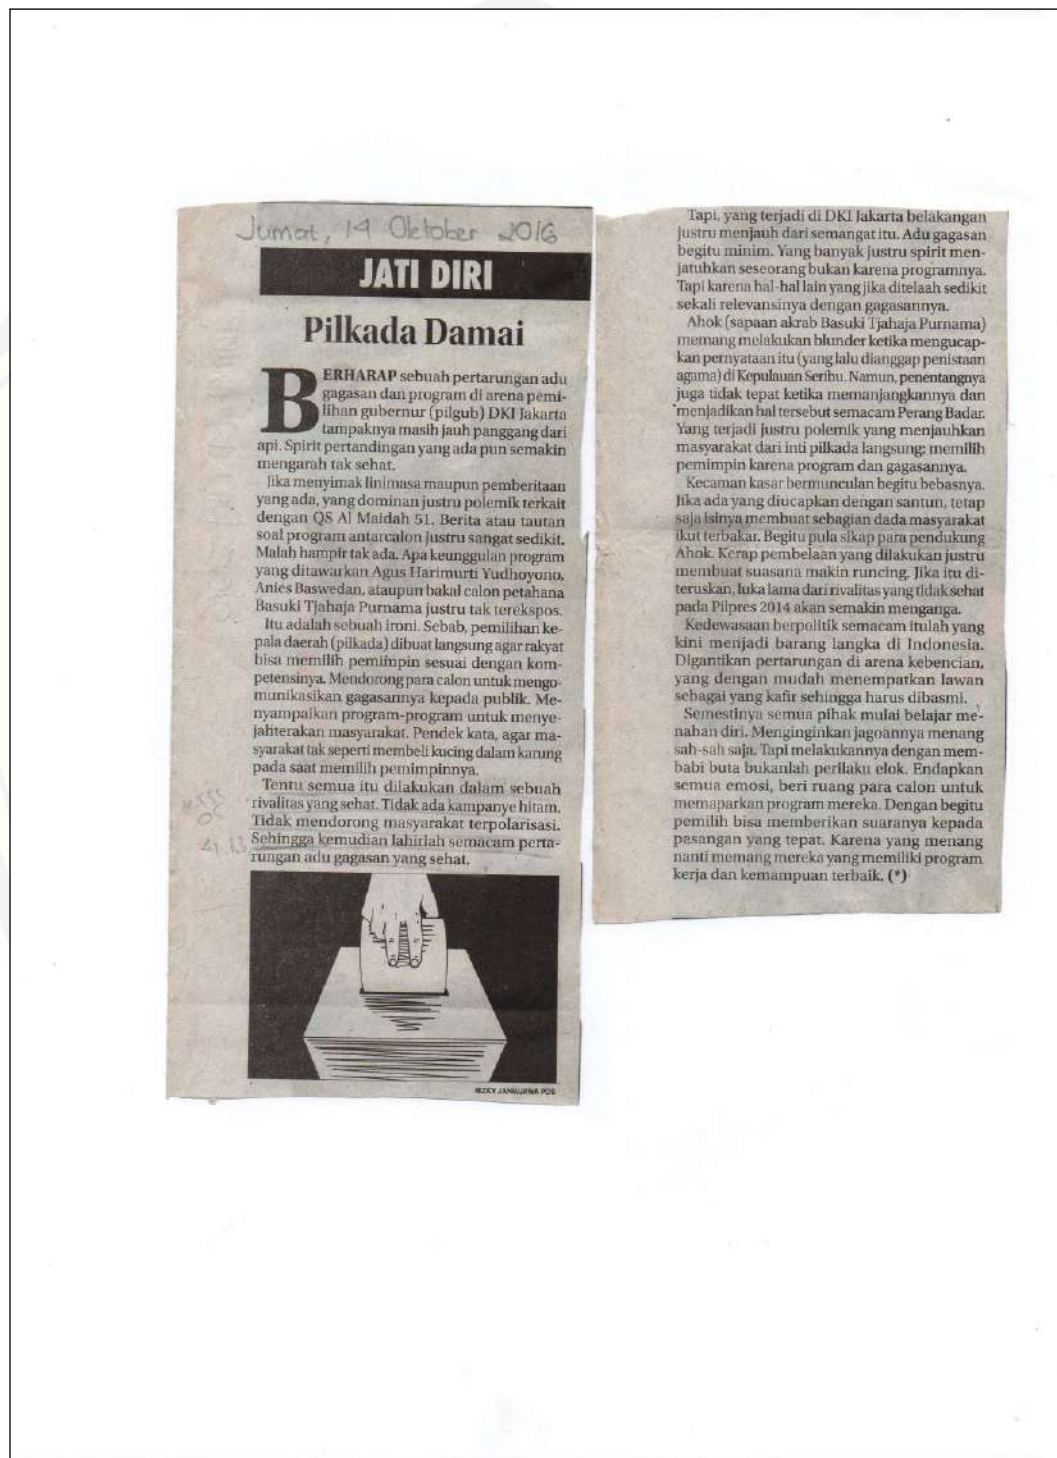 Jumat, 14 Oktober 2016
JATI DIRI
Pilkada Damai
BERHARAP sebuah pertarungan adu
gagasan dan program di arena pemi-
lihan gubernur (pilgub) DKI Jakarta
tampaknya masih jauh panggang dari
api. Spirit pertandingan yang ada pun semakin
mengarah tak sehat.
Jika menyimak linimasa maupun pemberitaan
yang ada, yang dominan justru polemik terkait
dengan QS Al Maidah 51. Berita atau tautan
soal program antarcalon justru sangat sedikit.
Malah hampir tak ada. Apa keunggulan program
yang ditawarkan Agus Harimurti Yudhoyono,
Anies Baswedan, ataupun bakal calon petahana
Basuki Tjahaja Purnama justru tak terekspos.
Itu adalah sebuah ironi. Sebab, pemilihan ke-
pala daerah (pilkada) dibuat langsung agar rakyat
bisa memilih pemimpin sesuai dengan kom-
petensinya. Mendorong para calon untuk mengo-
munikasikan gagasannya kepada publik. Me-
nyampaikan program-program untuk menye-
jahterakan masyarakat. Pendek kata, agar ma-
syarakat tak seperti membeli kucing dalam karung
pada saat memilih pemimpinnya.
Tentu semua itu dilakukan dalam sebuah
rivalitas yang sehat. Tidak ada kampanye hitam.
Tidak mendorong masyarakat terpolarisasi.
Sehingga kemudian lahirlah semacam perta-
rungan adu gagasan yang sehat.
Tapi, yang terjadi di DKI Jakarta belakangan
justru menjauh dari semangat itu. Adu gagasan
begitu minim. Yang banyak justru spirit men-
jatuhkan seseorang bukan karena programnya.
Tapi karena hal-hal lain yang jika ditelaah sedikit
sekali relevansinya dengan gagasannya.
Ahok (sapaan akrab Basuki Tjahaja Purnama)
memang melakukan blunder ketika mengucap-
kan pernyataan itu (yang lalu dianggap penistaan
agama) di Kepulauan Seribu. Namun, penentangnya
juga tidak tepat ketika memanjangkannya dan
menjadikan hal tersebut semacam Perang Badar.
Yang terjadi justru polemik yang menjauhkan
masyarakat dari inti pilkada langsung: memilih
pemimpin karena program dan gagasannya.
Kecaman kasar bermunculan begitu bebasnya.
Jika ada yang diucapkan dengan santun, tetap
saja isinya membuat sebagian dada masyarakat
ikut terbakar. Begitu pula sikap para pendukung
Ahok. Kerap pembelaan yang dilakukan justru
membuat suasana makin runcing. Jika itu di-
teruskan, luka lama dari rivalitas yang tidak sehat
pada Pilpres 2014 akan semakin menganga.
Kedewasaan berpolitik semacam itulah yang
kini menjadi barang langka di Indonesia.
Digantikan pertarungan di arena kebencian,
yang dengan mudah menempatkan lawan
sebagai yang kafir sehingga harus dibasmi.
Semestinya semua pihak mulai belajar me-
nahan diri. Menginginkan jagoannya menang
sah-sah saja. Tapi melakukannya dengan mem-
babi buta bukanlah perilaku elok. Endapkan
semua emosi, beri ruang para calon untuk
memaparkan program mereka. Dengan begitu
pemilih bisa memberikan suaranya kepada
pasangan yang tepat. Karena yang menang
nanti memang mereka yang memiliki program
kerja dan kemampuan terbaik. (*)